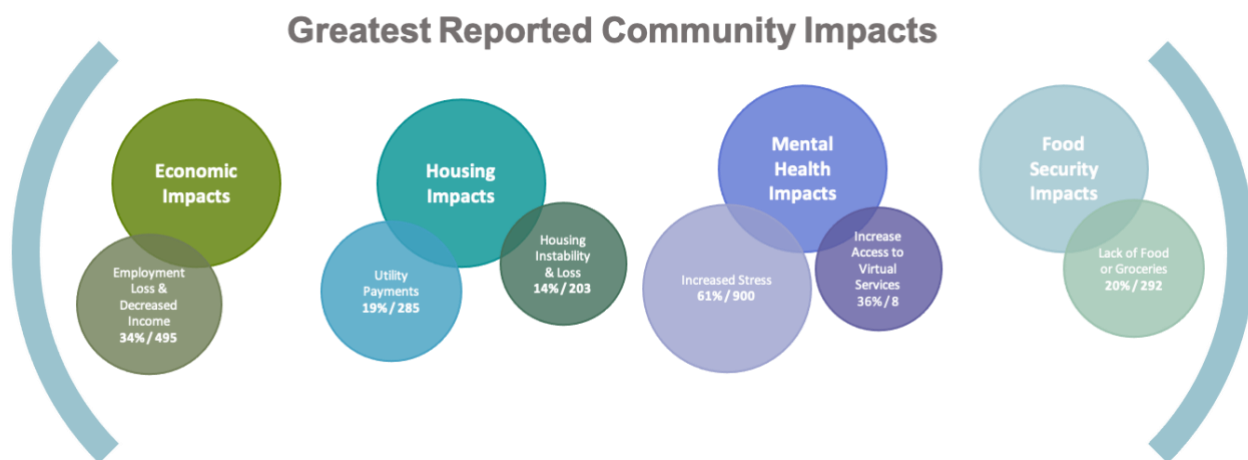 Greatest Reported Community Impacts
Economic
Impacts
Employment
Loss &
Decreased
Income
34% / 495
Housing
Impacts
Utility
Payments
19% / 285
Housing
Instability
& Loss
14% / 203
Mental
Health
Impacts
Increased Stress
61% / 900
Increase
Access to
Virtual
Services
36% / 8
Food
Security
Impacts
Lack of Food
or Groceries
20% / 292